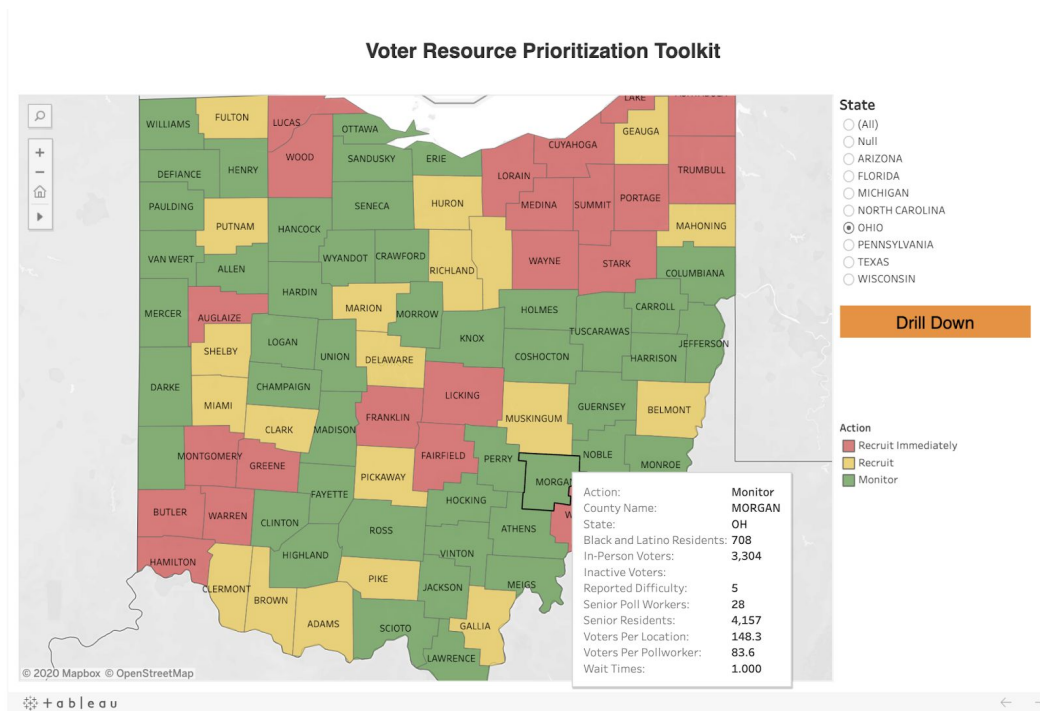 Voter Resource Prioritization Toolkit
State
(All)
Null
ARIZONA
FLORIDA
MICHIGAN
NORTH CAROLINA
OHIO
PENNSYLVANIA
TEXAS
WISCONSIN
Drill Down
Action
Recruit Immediately
Recruit
Monitor
WILLIAMS
FULTON
LUCAS
OTTAWA
LAKE
GEAUGA
CUYAHOGA
DEFIANCE
HENRY
WOOD
SANDUSKY
ERIE
LORAIN
TRUMBULL
PAULDING
SENECA
HURON
MEDINA
SUMMIT
PORTAGE
PUTNAM
HANCOCK
MAHONING
VAN WERT
ALLEN
WYANDOT
CRAWFORD
RICHLAND
WAYNE
STARK
COLUMBIANA
HARDIN
MERCER
AUGLAIZE
MARION
MORROW
HOLMES
CARROLL
SHELBY
LOGAN
UNION
DELAWARE
KNOX
TUSCARAWAS
JEFFERSON
COSHOCTON
HARRISON
DARKE
CHAMPAIGN
MIAMI
LICKING
GUERNSEY
BELMONT
CLARK
MADISON
FRANKLIN
MUSKINGUM
MONTGOMERY
GREENE
FAIRFIELD
PERRY
NOBLE
MONROE
PICKAWAY
MORGAN
FAYETTE
HOCKING
BUTLER
WARREN
CLINTON
ROSS
ATHENS
HIGHLAND
VINTON
HAMILTON
CLERMONT
BROWN
PIKE
JACKSON
MEIGS
ADAMS
SCIOTO
GALLIA
LAWRENCE
Action: Monitor
County Name: MORGAN
State: OH
Black and Latino Residents: 708
In-Person Voters: 3,304
Inactive Voters:
Reported Difficulty: 5
Senior Poll Workers: 28
Senior Residents: 4,157
Voters Per Location: 148.3
Voters Per Pollworker: 83.6
Wait Times: 1.000
© 2020 Mapbox © OpenStreetMap
+ableau